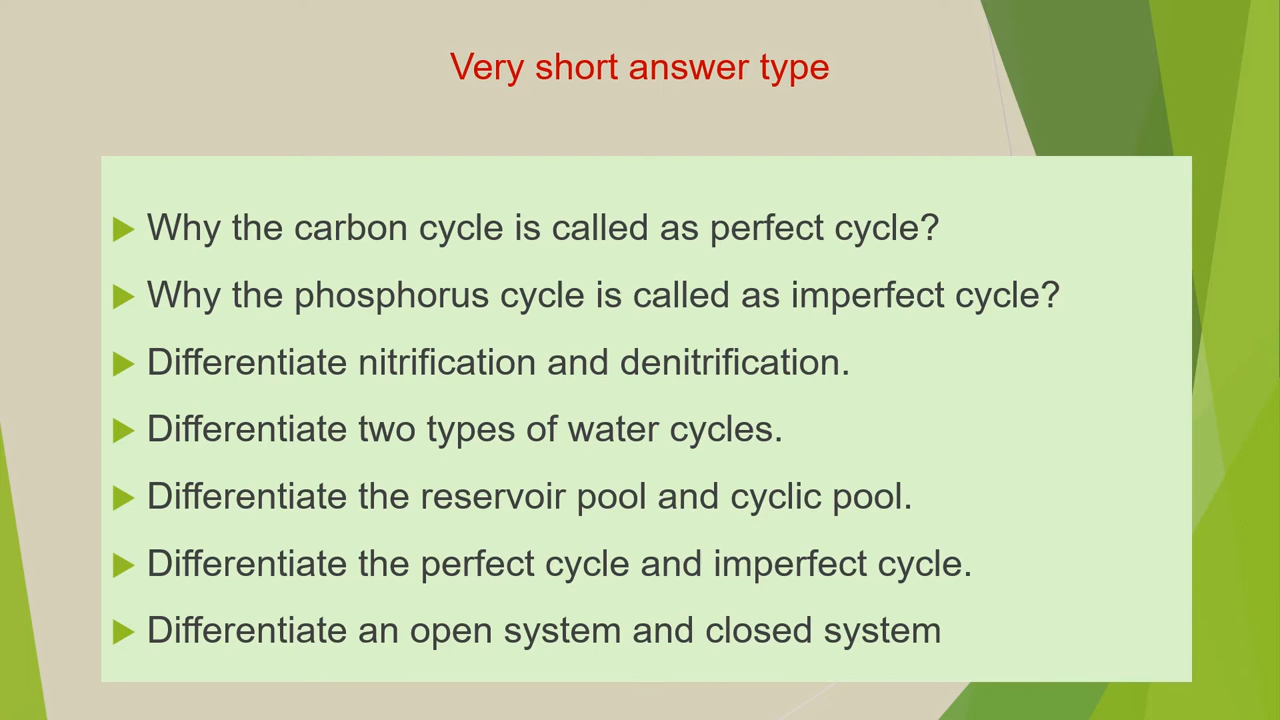 Very short answer type
Why the carbon cycle is called as perfect cycle?
Why the phosphorus cycle is called as imperfect cycle?
Differentiate nitrification and denitrification.
Differentiate two types of water cycles.
Differentiate the reservoir pool and cyclic pool.
Differentiate the perfect cycle and imperfect cycle.
Differentiate an open system and closed system